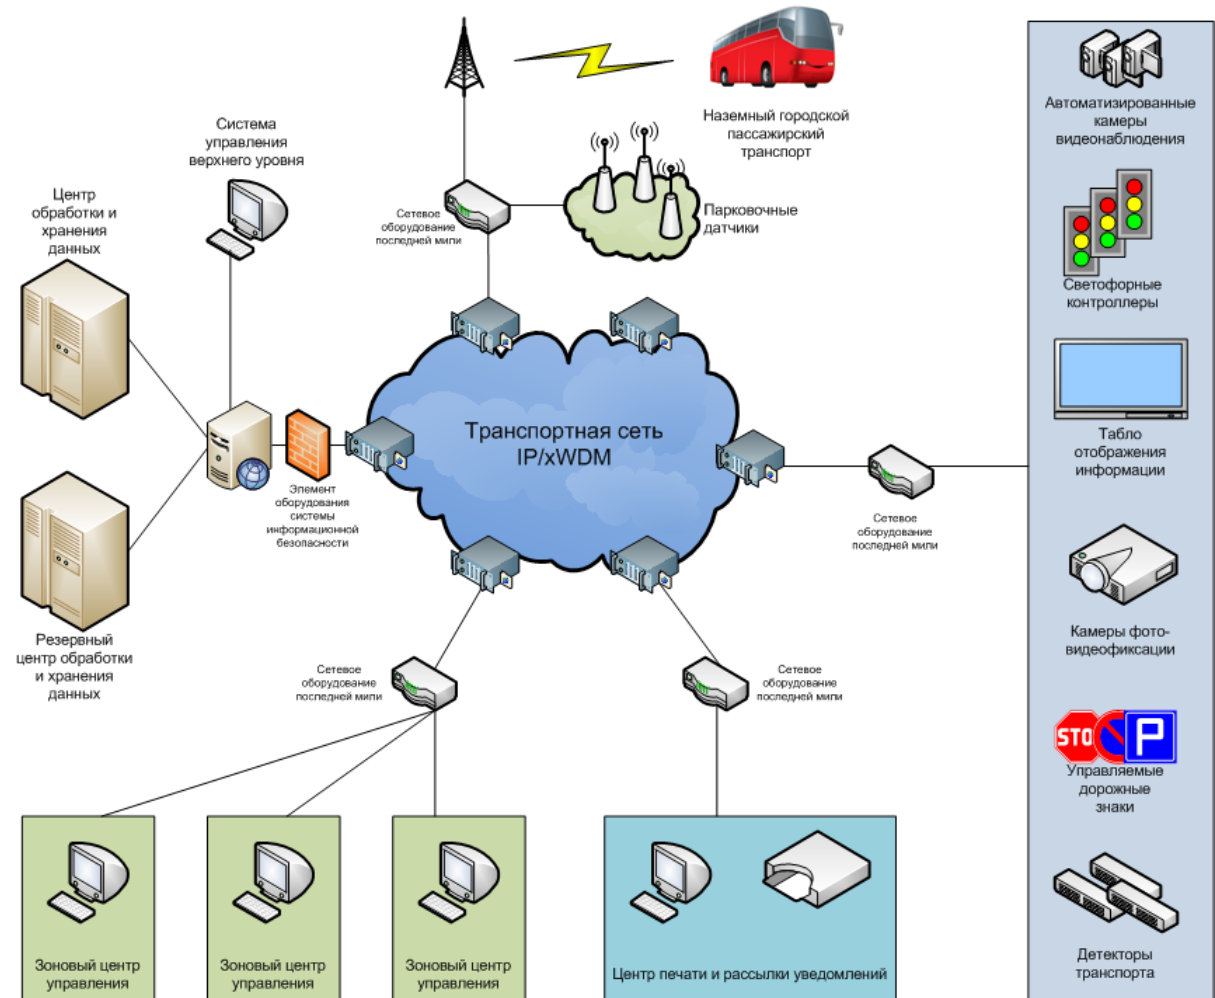 Наземный городской
пассажирский
транспорт
Автоматизированные
камеры
видеонаблюдения
Система
управления
верхнего уровня
Центр
обработки и
хранения
данных
Сетевое
оборудование
последней мили
Парковочные
датчики
Светофорные
контроллеры
Транспортная сеть
IP/xWDM
Табло
отображения
информации
Элемент
оборудования
системы
информационной
безопасности
Сетевое
оборудование
последней мили
Резервный
центр обработки
и хранения
данных
Камеры фото-
видеофиксации
Сетевое
оборудование
последней мили
Сетевое
оборудование
последней мили
STO
P
Управляемые
дорожные
знаки
Зоновый центр
управления
Зоновый центр
управления
Зоновый центр
управления
Центр печати и рассылки уведомлений
Детекторы
транспорта